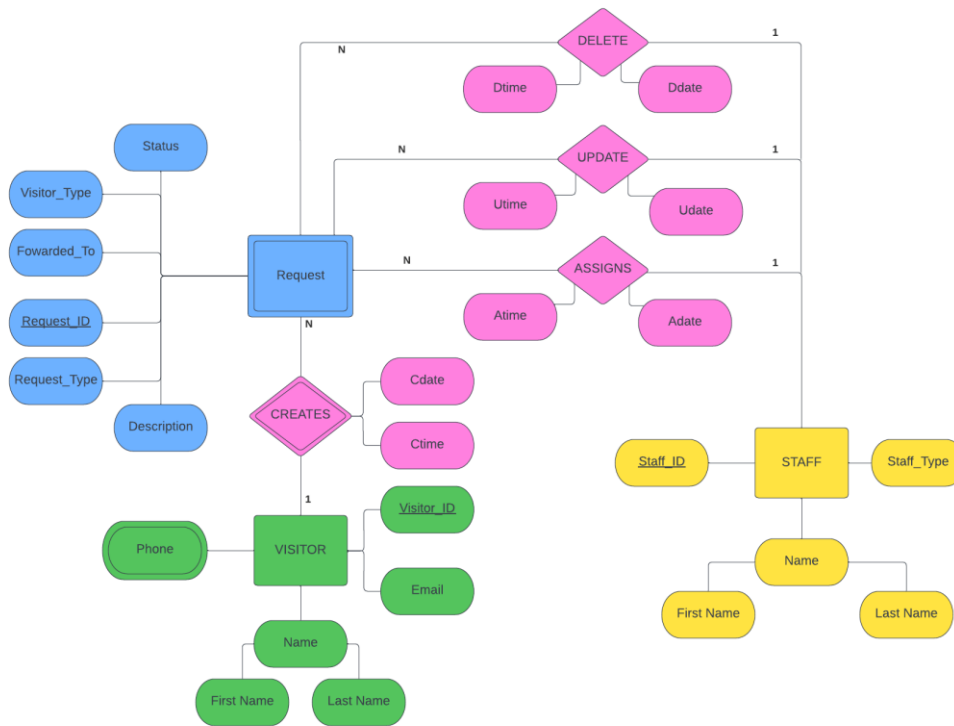 DELETE
1
N
Dtime
Ddate
Status
N
UPDATE
1
Visitor_Type
Utime
Udate
Fowarded_To
Request
N
ASSIGNS
1
Request_ID
N
Atime
Adate
Request_Type
Cdate
CREATES
Description
Ctime
Staff_ID
STAFF
Staff_Type
1
Visitor_ID
Phone
VISITOR
Name
Email
First Name
Last Name
Name
First Name
Last Name